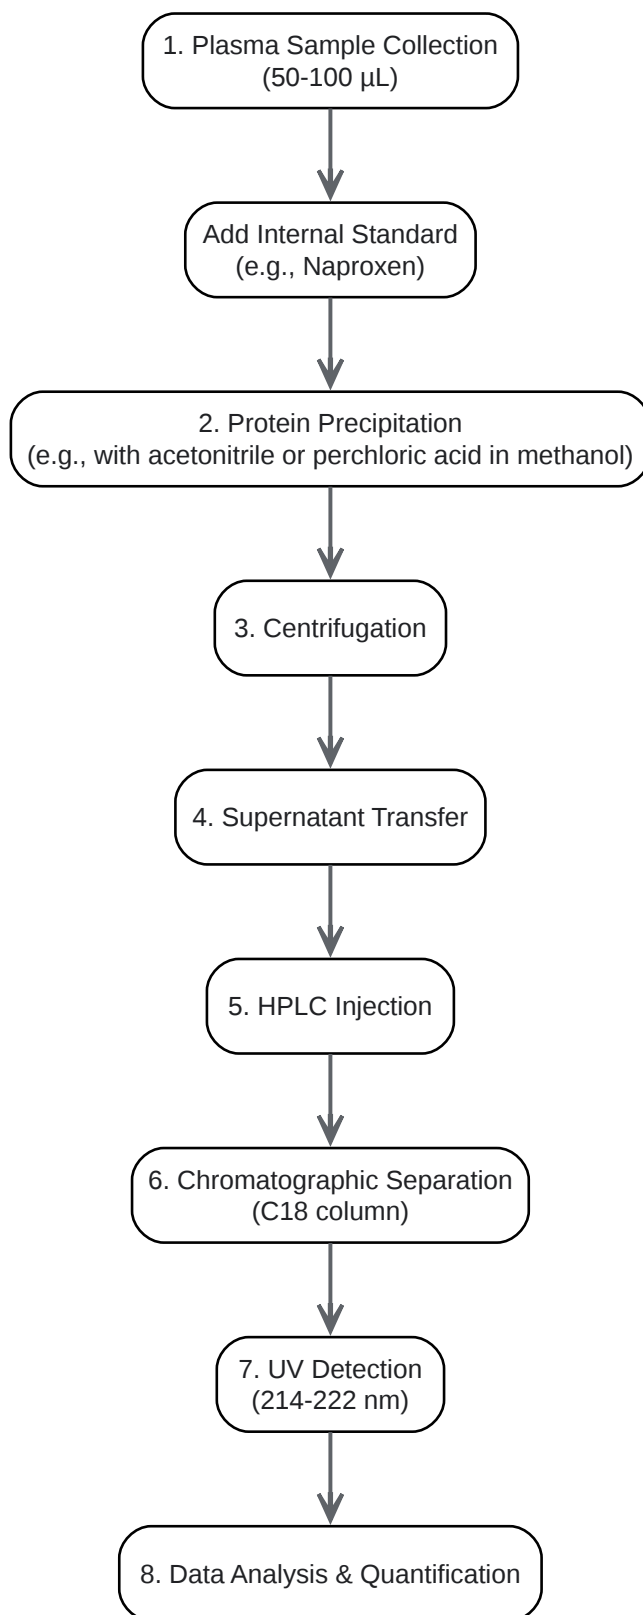 1. Plasma Sample Collection
(50-100 µL)
Add Internal Standard
(e.g., Naproxen)
2. Protein Precipitation
(e.g., with acetonitrile or perchloric acid in methanol)
3. Centrifugation
4. Supernatant Transfer
5. HPLC Injection
6. Chromatographic Separation
(C18 column)
7. UV Detection
(214-222 nm)
8. Data Analysis & Quantification